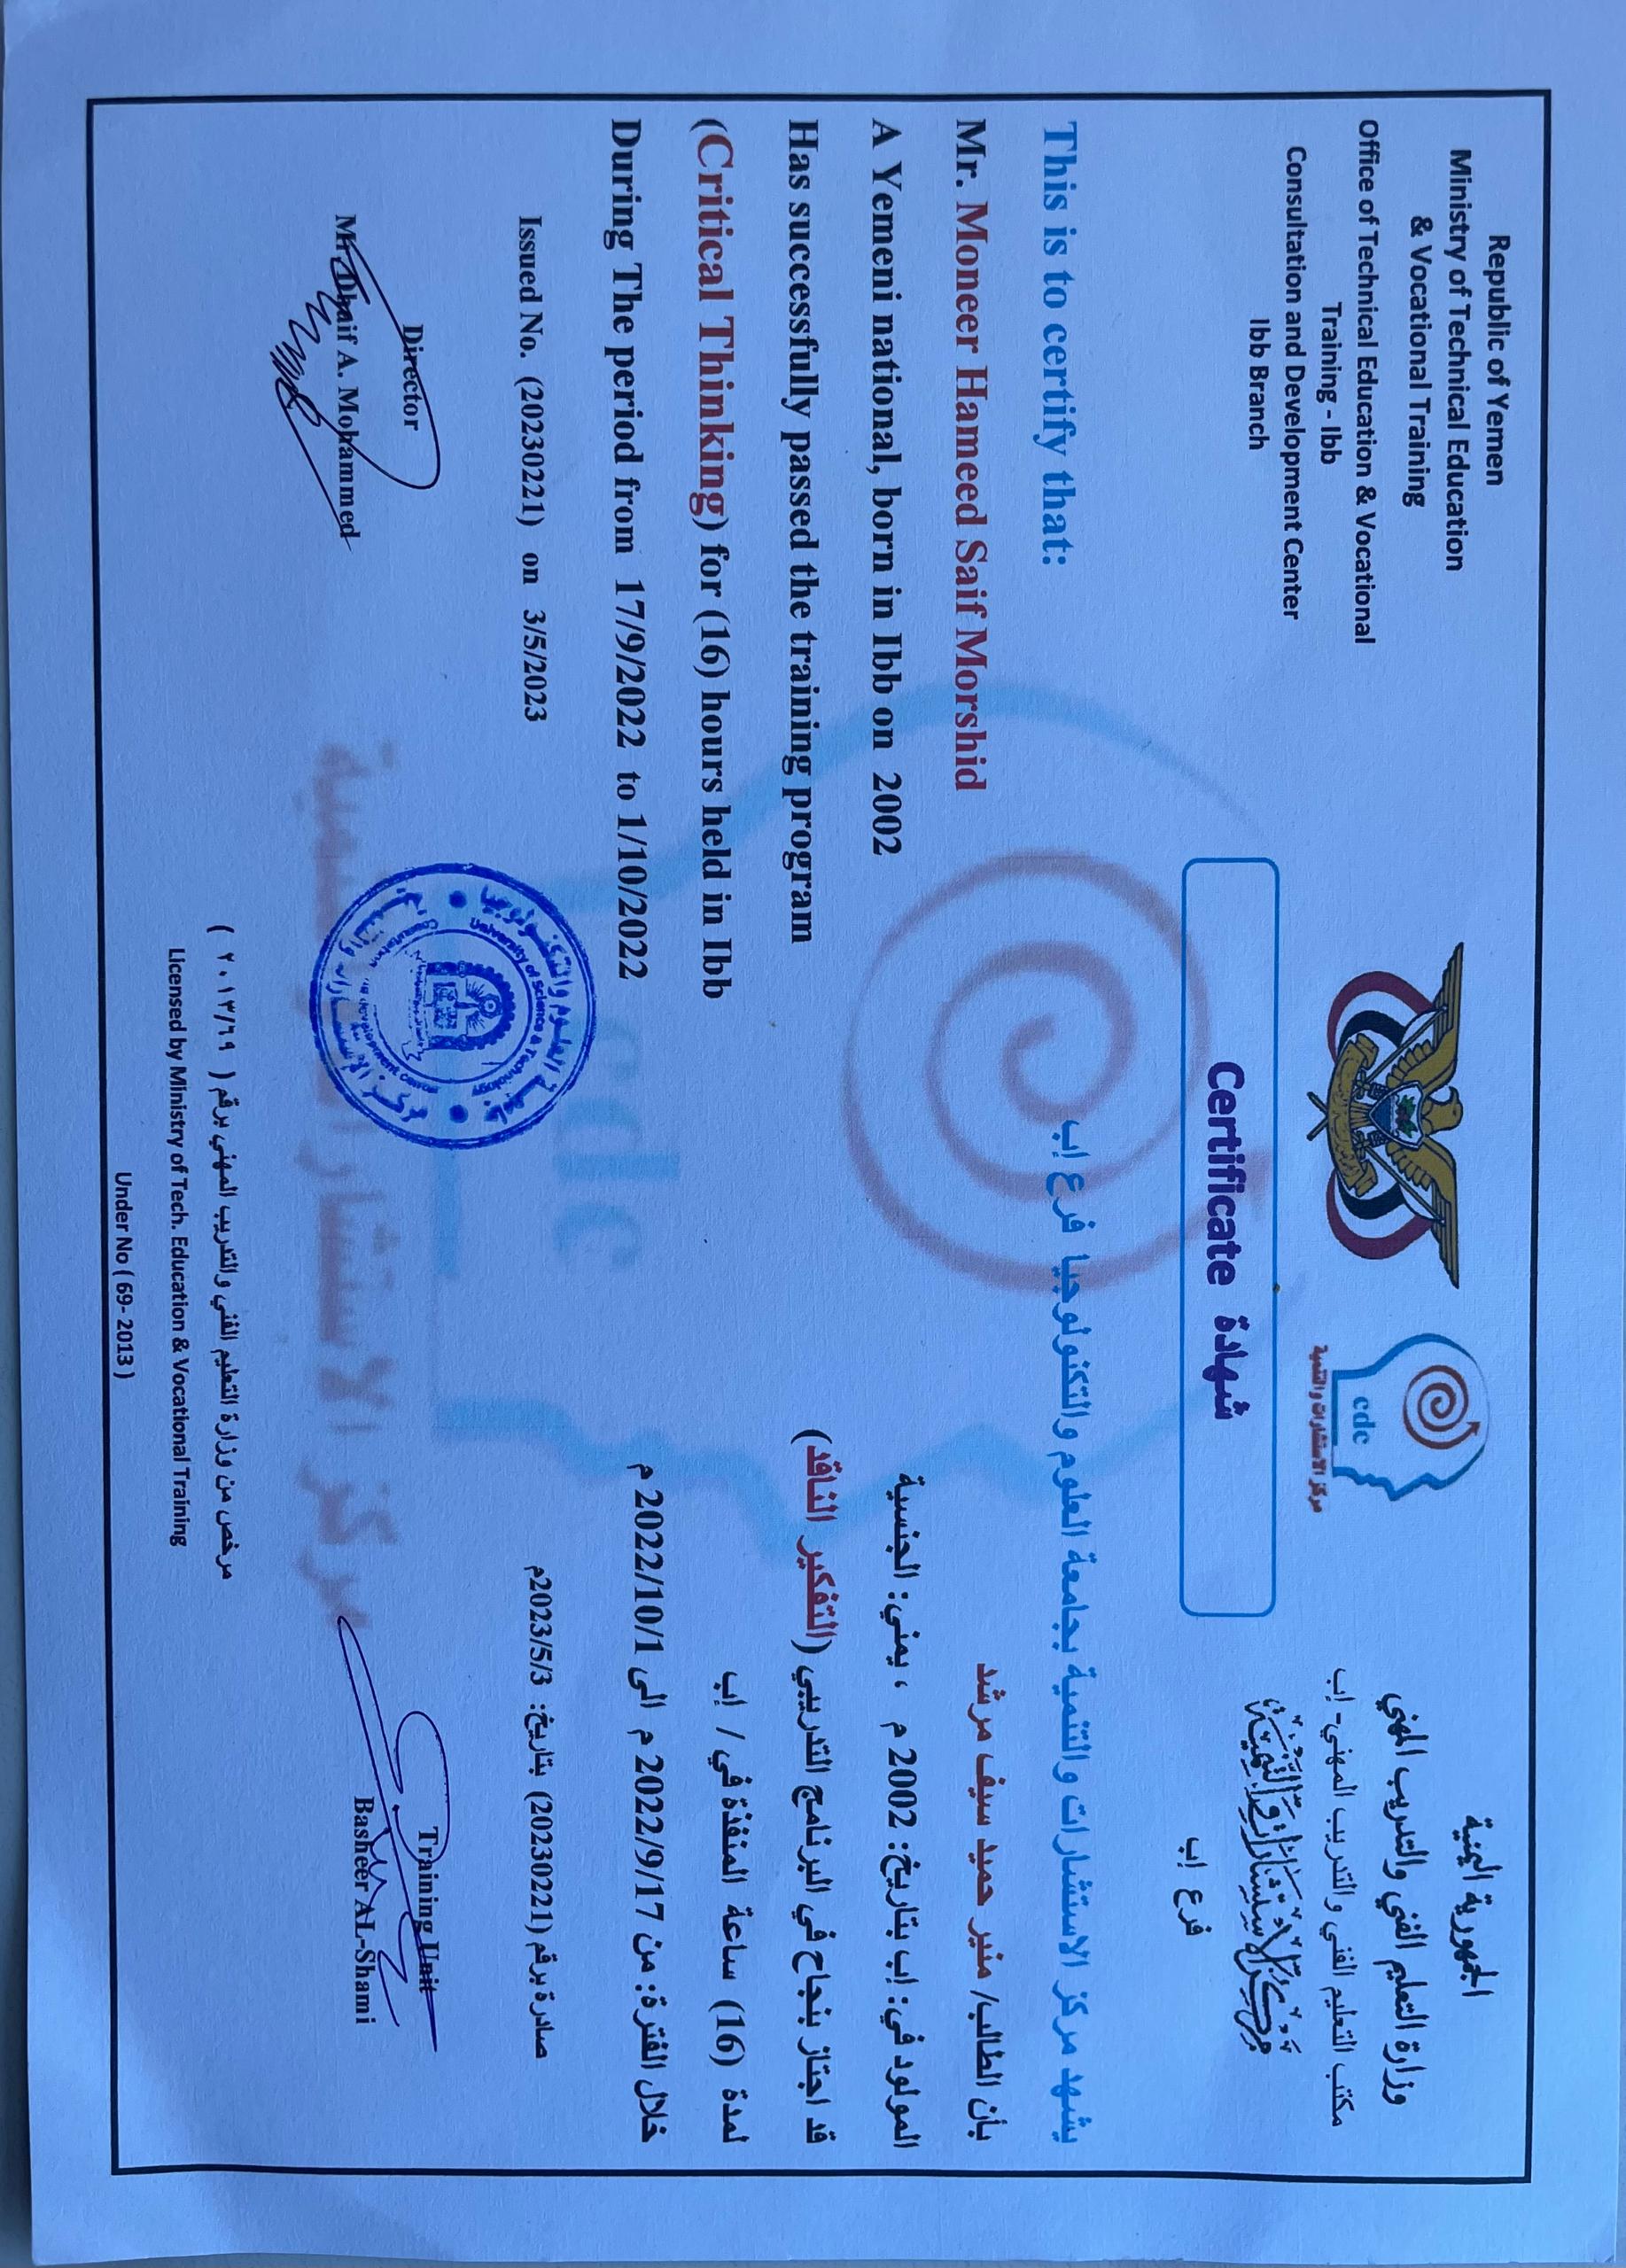 Republic of Yemen
Ministry of Technical Education
& Vocational Training
Office of Technical Education & Vocational
Training - Ibb
Consultation and Development Center
Ibb Branch
cdc
مركز الاستشارات والتنمية
الجمهورية اليمنية
وزارة التعليم الفني والتدريب المهني
مكتب التعليم الفني والتدريب المهني- إب
مركز الاستشارات والتنمية
فرع إب
Certificate شهادة
This is to certify that:
Mr. Moneer Hameed Saif Morshid
A Yemeni national, born in Ibb on 2002
Has successfully passed the training program
(Critical Thinking) for (16) hours held in Ibb
During The period from 17/9/2022 to 1/10/2022
Issued No. (20230221) on 3/5/2023
يشهد مركز الاستشارات والتنمية بجامعة العلوم والتكنولوجيا فرع إب
بأن الطالب/ منير حميد سيف مرشد
المولود في: إب بتاريخ: 2002 م ، يمني: الجنسية
قد اجتاز بنجاح في البرنامج التدريبي (التفكير الناقد)
لمدة (16) ساعة المنفذة في / إب
خلال الفترة: من 2022/9/17 م الى 2022/10/1 م
صادرة برقم (20230221) بتاريخ: 2023/5/3م
cdc
مركز الاستشارات والتنمية
Director
Mr. Dhaif A. Mohammed
جامعة العلوم والتكنولوجيا
University of Science & Technology
Consultation and development Center
مركز الاستشارات والتنمية
Training Unit
Basheer AL-Shami
مرخص من وزارة التعليم الفني والتدريب المهني برقم ( ٢٠١٣/٦٩ )
Licensed by Ministry of Tech. Education & Vocational Training
Under No ( 69- 2013 )